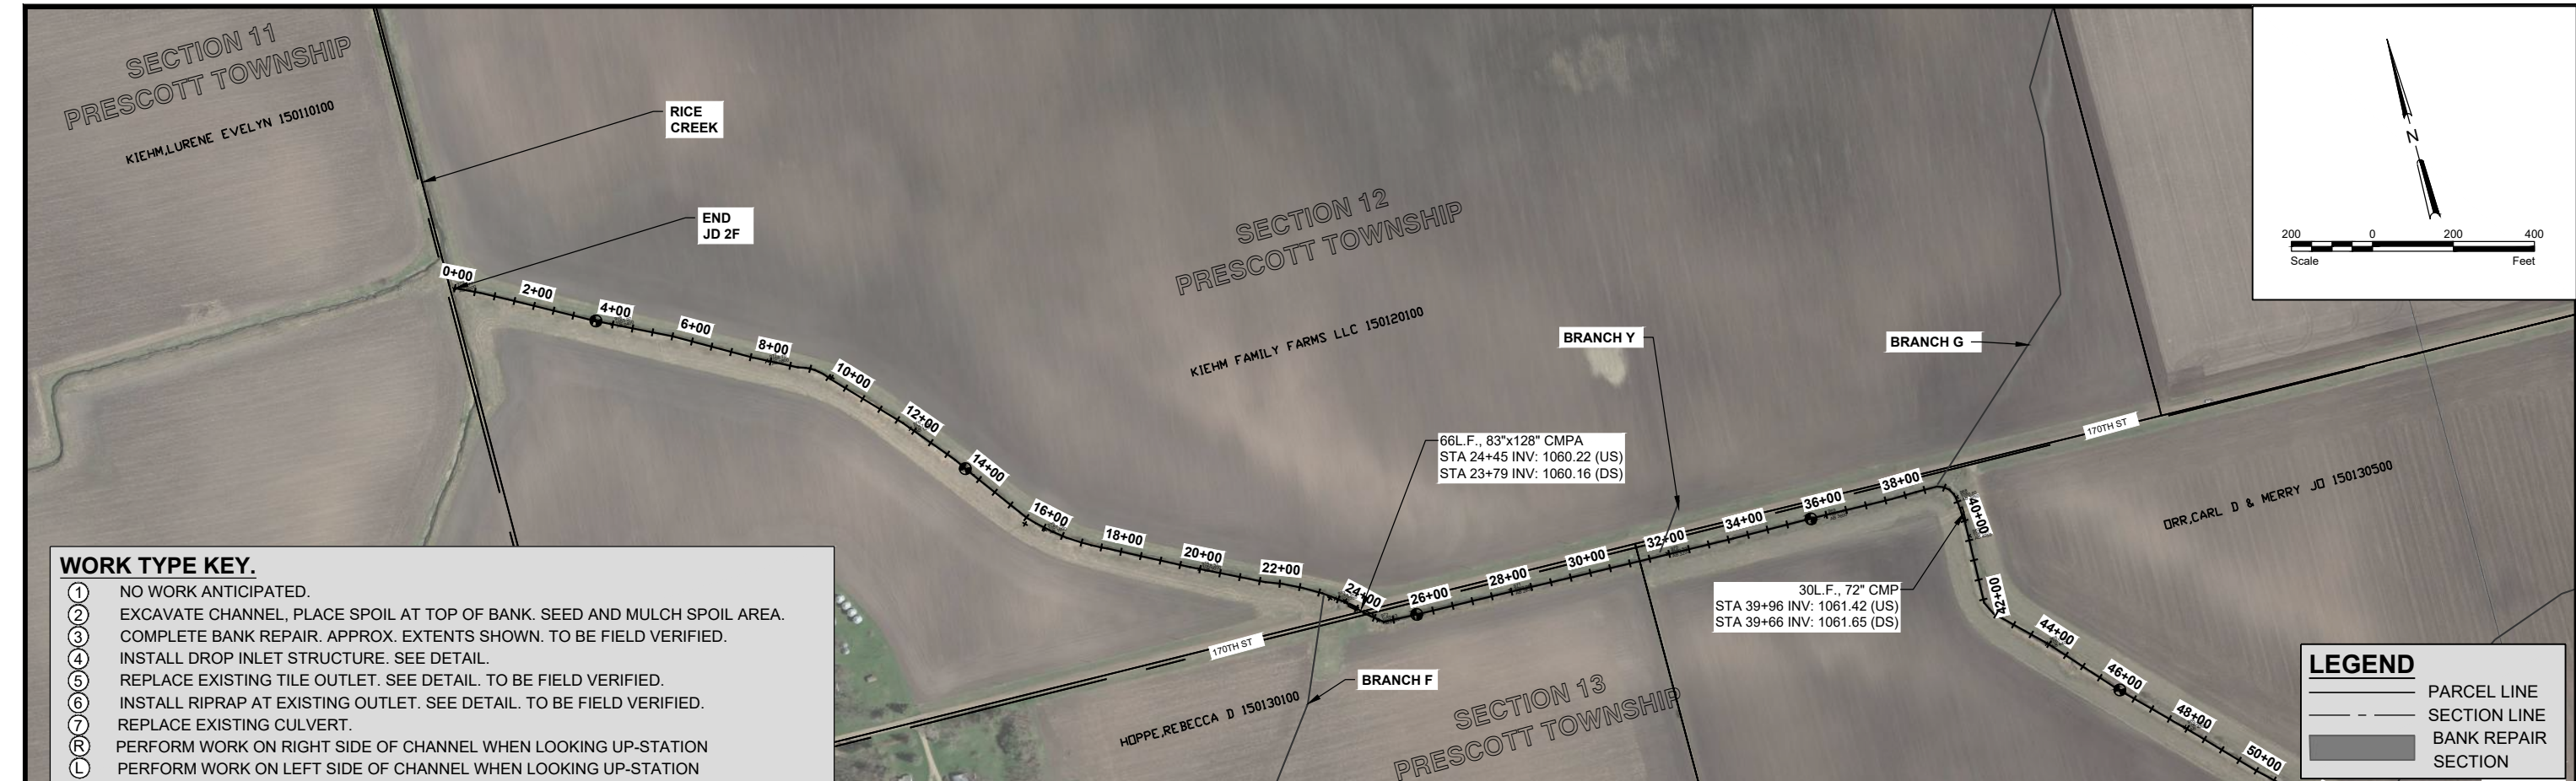 SECTION 11
PRESCOTT TOWNSHIP
KIEHM,LURENE EVELYN 150110100
RICE
CREEK
END
JD 2F
SECTION 12
PRESCOTT TOWNSHIP
KIEHM FAMILY FARMS LLC 150120100
BRANCH Y
BRANCH G
N
200
0
200
400
Scale
Feet
0+00
2+00
4+00
6+00
8+00
10+00
12+00
14+00
16+00
18+00
20+00
22+00
24+00
26+00
28+00
30+00
32+00
34+00
36+00
38+00
40+00
42+00
44+00
46+00
48+00
50+00
66L.F., 83"x128" CMPA
STA 24+45 INV: 1060.22 (US)
STA 23+79 INV: 1060.16 (DS)
170TH ST
ORR,CARL D & MERRY JO 150130500
30L.F., 72" CMP
STA 39+96 INV: 1061.42 (US)
STA 39+66 INV: 1061.65 (DS)
170TH ST
BRANCH F
HOPPE,REBECCA D 150130100
SECTION 13
PRESCOTT TOWNSHIP
WORK TYPE KEY.
1 NO WORK ANTICIPATED.
2 EXCAVATE CHANNEL, PLACE SPOIL AT TOP OF BANK. SEED AND MULCH SPOIL AREA.
3 COMPLETE BANK REPAIR. APPROX. EXTENTS SHOWN. TO BE FIELD VERIFIED.
4 INSTALL DROP INLET STRUCTURE. SEE DETAIL.
5 REPLACE EXISTING TILE OUTLET. SEE DETAIL. TO BE FIELD VERIFIED.
6 INSTALL RIPRAP AT EXISTING OUTLET. SEE DETAIL. TO BE FIELD VERIFIED.
7 REPLACE EXISTING CULVERT.
R PERFORM WORK ON RIGHT SIDE OF CHANNEL WHEN LOOKING UP-STATION
L PERFORM WORK ON LEFT SIDE OF CHANNEL WHEN LOOKING UP-STATION
LEGEND
PARCEL LINE
SECTION LINE
BANK REPAIR
SECTION